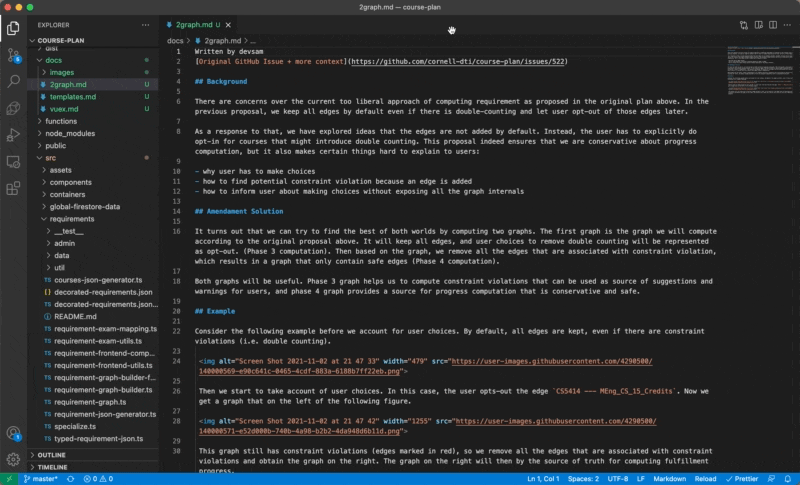 2graph.md — course-plan
EXPLORER
2graph.md U
COURSE-PLAN
dist
docs
images
2graph.md U
templates.md U
vuex.md U
functions
node_modules
public
src
assets
components
containers
global-firestore-data
requirements
__test__
admin
data
util
courses-json-generator.ts
decorated-requirements.json
decorated-requirements.json...
README.md
requirement-exam-mapping.ts
requirement-exam-utils.ts
requirement-frontend-comp...
requirement-frontend-utils.ts
requirement-graph-builder-f...
requirement-graph-builder.ts
requirement-graph.ts
requirement-json-generator.ts
specialize.ts
typed-requirement-json.ts
OUTLINE
TIMELINE
docs > 2graph.md > ...
1 Written by devsam
2 [Original GitHub Issue + more context](https://github.com/cornell-dti/course-plan/issues/522)
3
4 ## Background
5
6 There are concerns over the current too liberal approach of computing requirement as proposed in the original plan above. In the
previous proposal, we keep all edges by default even if there is double-counting and let user opt-out of those edges later.
7
8 As a response to that, we have explored ideas that the edges are not added by default. Instead, the user has to explicitly do
opt-in for courses that might introduce double counting. This proposal indeed ensures that we are conservative about progress
computation, but it also makes certain things hard to explain to users:
9
10 - why user has to make choices
11 - how to find potential constraint violation because an edge is added
12 - how to inform user about making choices without exposing all the graph internals
13
14 ## Amendament Solution
15
16 It turns out that we can try to find the best of both worlds by computing two graphs. The first graph is the graph we will compute
according to the original proposal above. It will keep all edges, and user choices to remove double counting will be represented
as opt-out. (Phase 3 computation). Then based on the graph, we remove all the edges that are associated with constraint violation,
which results in a graph that only contain safe edges (Phase 4 computation).
17
18 Both graphs will be useful. Phase 3 graph helps us to compute constraint violations that can be used as source of suggestions and
warnings for users, and phase 4 graph provides a source for progress computation that is conservative and safe.
19
20 ## Example
21
22 Consider the following example before we account for user choices. By default, all edges are kept, even if there are constraint
violations (i.e. double counting).
23
24 <img alt="Screen Shot 2021-11-02 at 21 47 33" width="479" src="https://user-images.githubusercontent.com/4290500/
140000569-e90c641c-0465-4cdf-883a-6188b7ff22eb.png">
25
26 Then we start to take account of user choices. In this case, the user opts-out the edge `CS5414 --- MEng_CS_15_Credits`. Now we
get a graph that on the left of the following figure.
27
28 <img alt="Screen Shot 2021-11-02 at 21 47 42" width="1255" src="https://user-images.githubusercontent.com/4290500/
140000571-e52d000b-740b-4a98-b2b2-4da948d6b11d.png">
29
30 This graph still has constraint violations (edges marked in red), so we remove all the edges that are associated with constraint
violations and obtain the graph on the right. The graph on the right will then by the source of truth for computing fulfillment
progress.
master* 0 0
Ln 1, Col 1 Spaces: 2 UTF-8 LF Markdown Reload Prettier